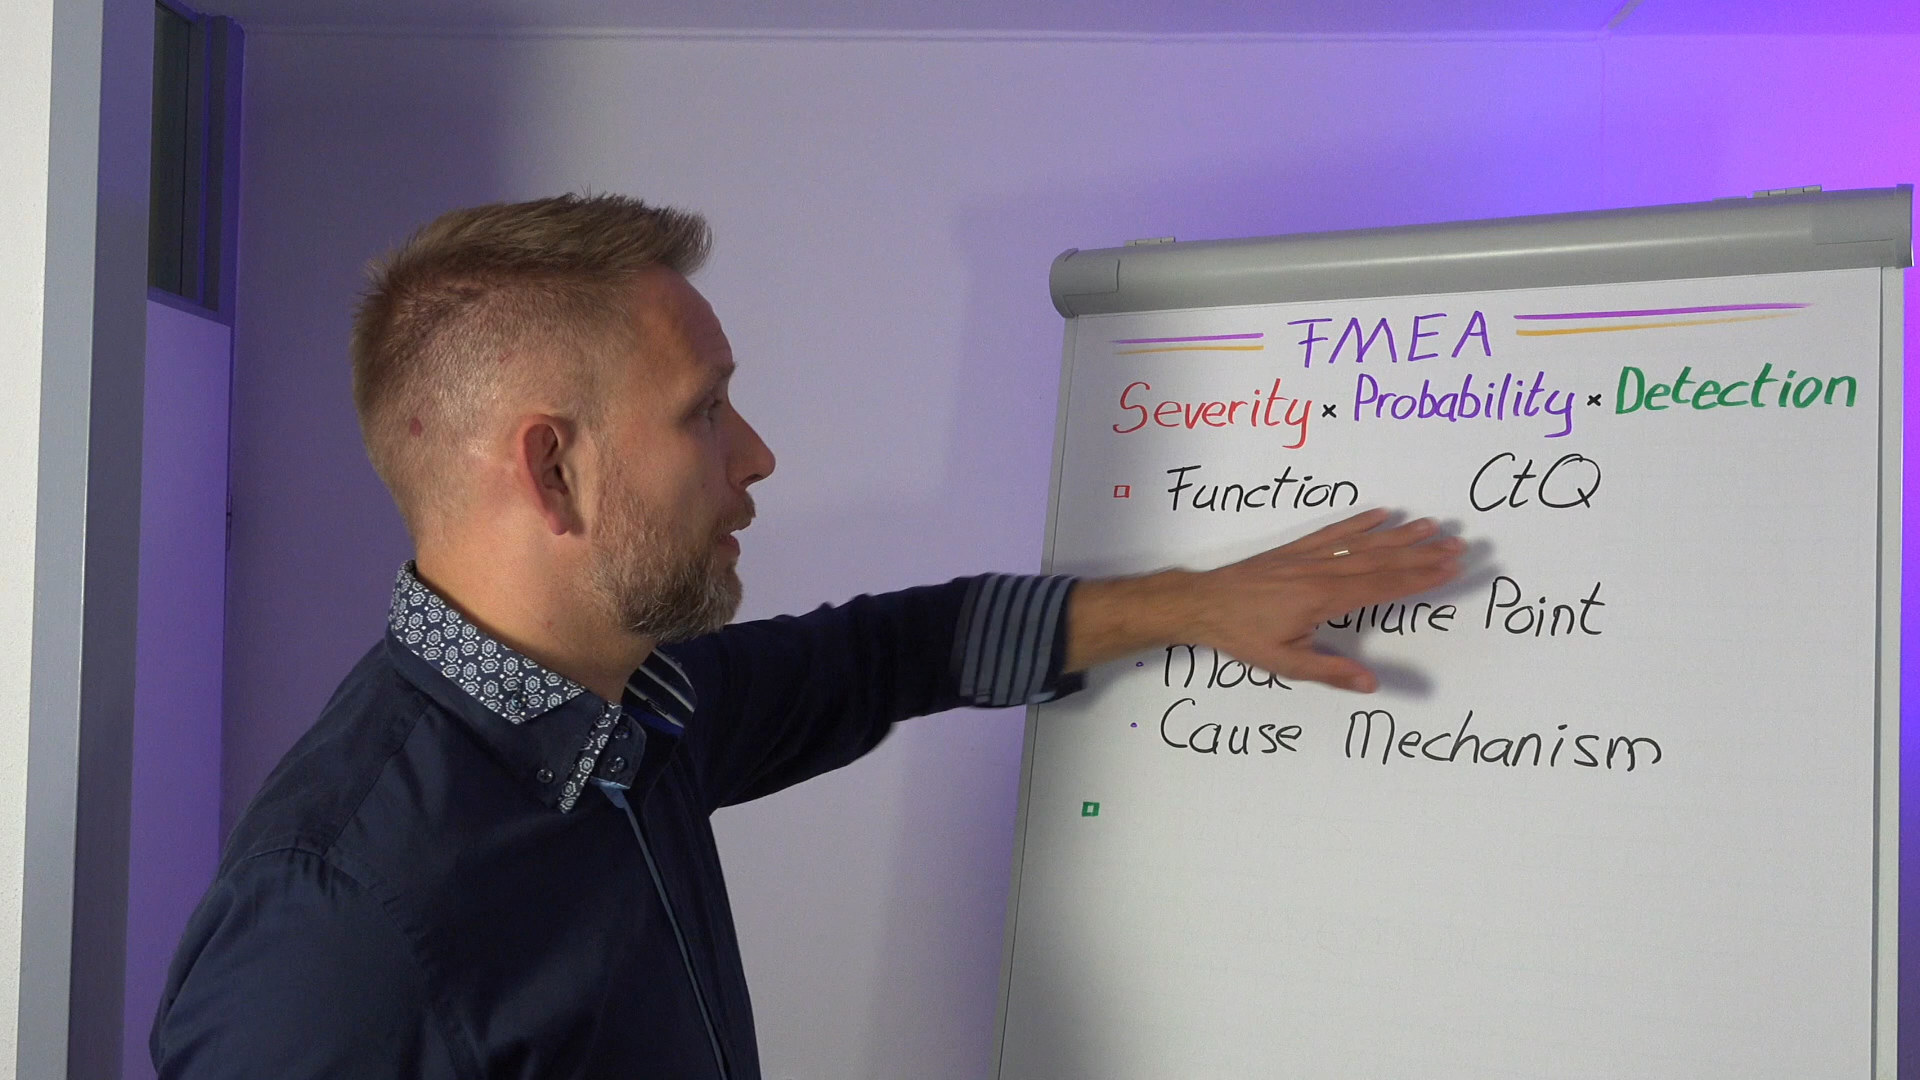 FMEA
Severity × Probability × Detection
Function CtQ
Point
Cause Mechanism